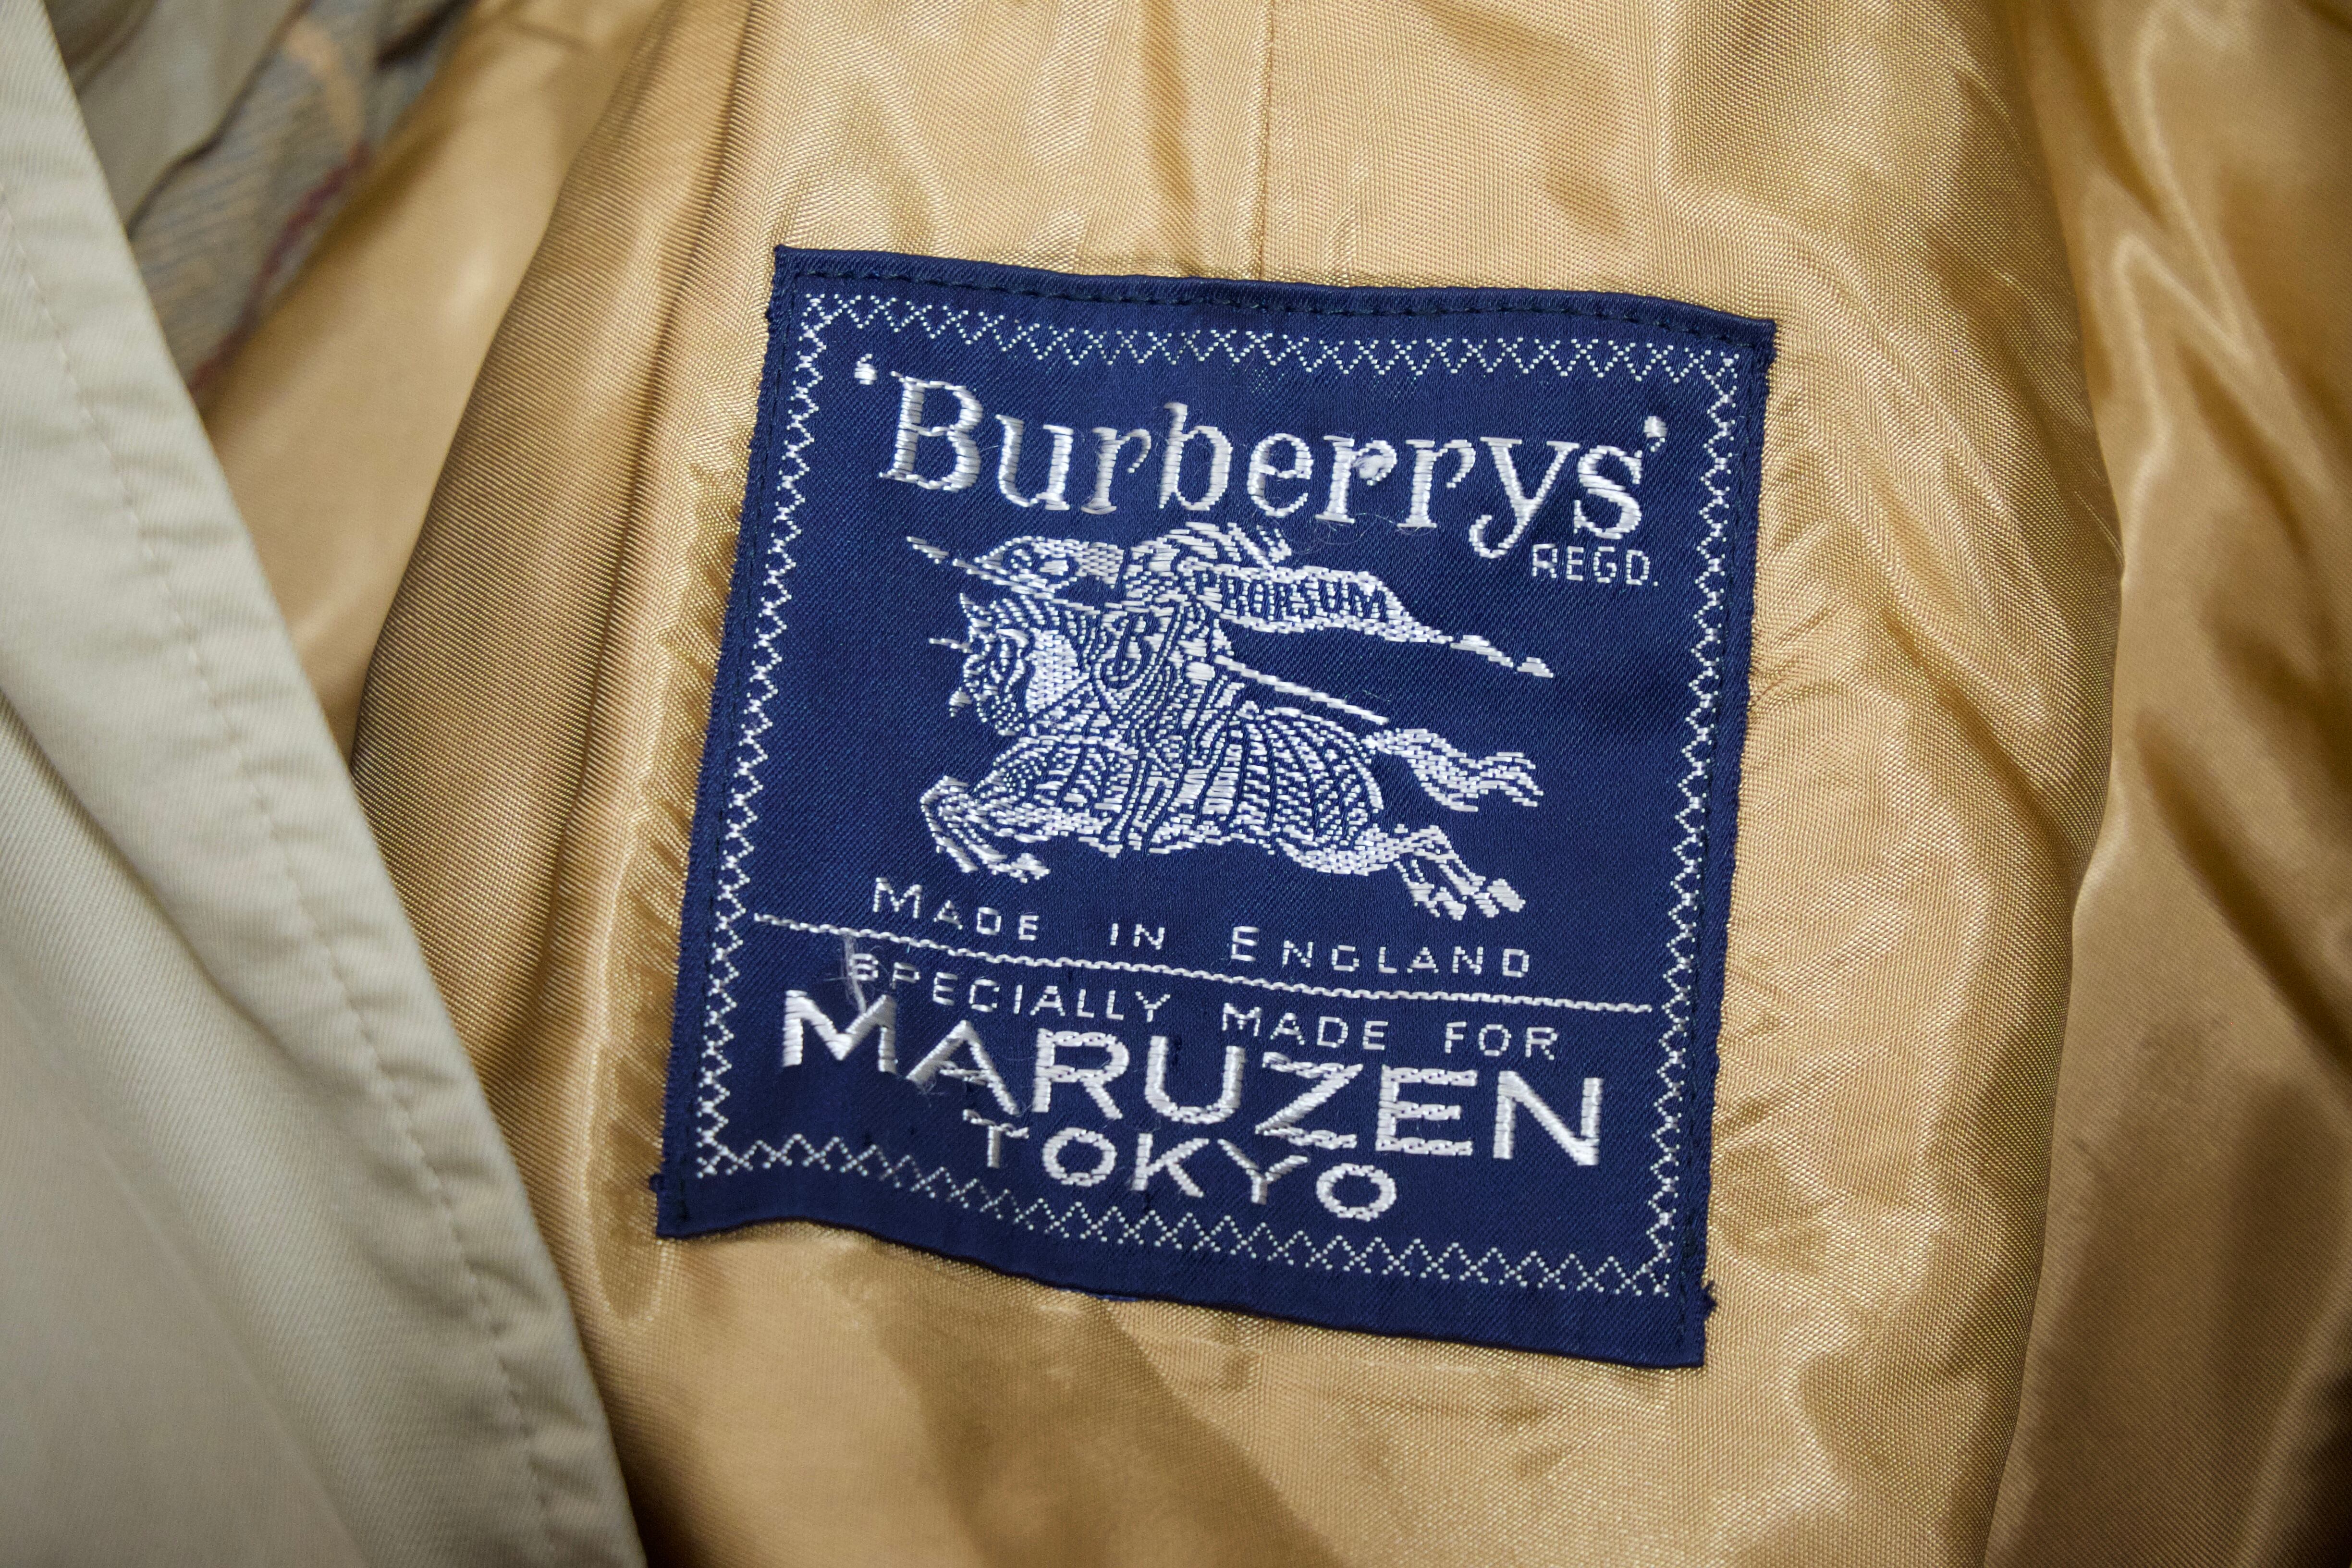 ‘Burberrys’
REGD.
PRORSUM
B
MADE IN ENGLAND
SPECIALLY MADE FOR
MARUZEN
TOKYO